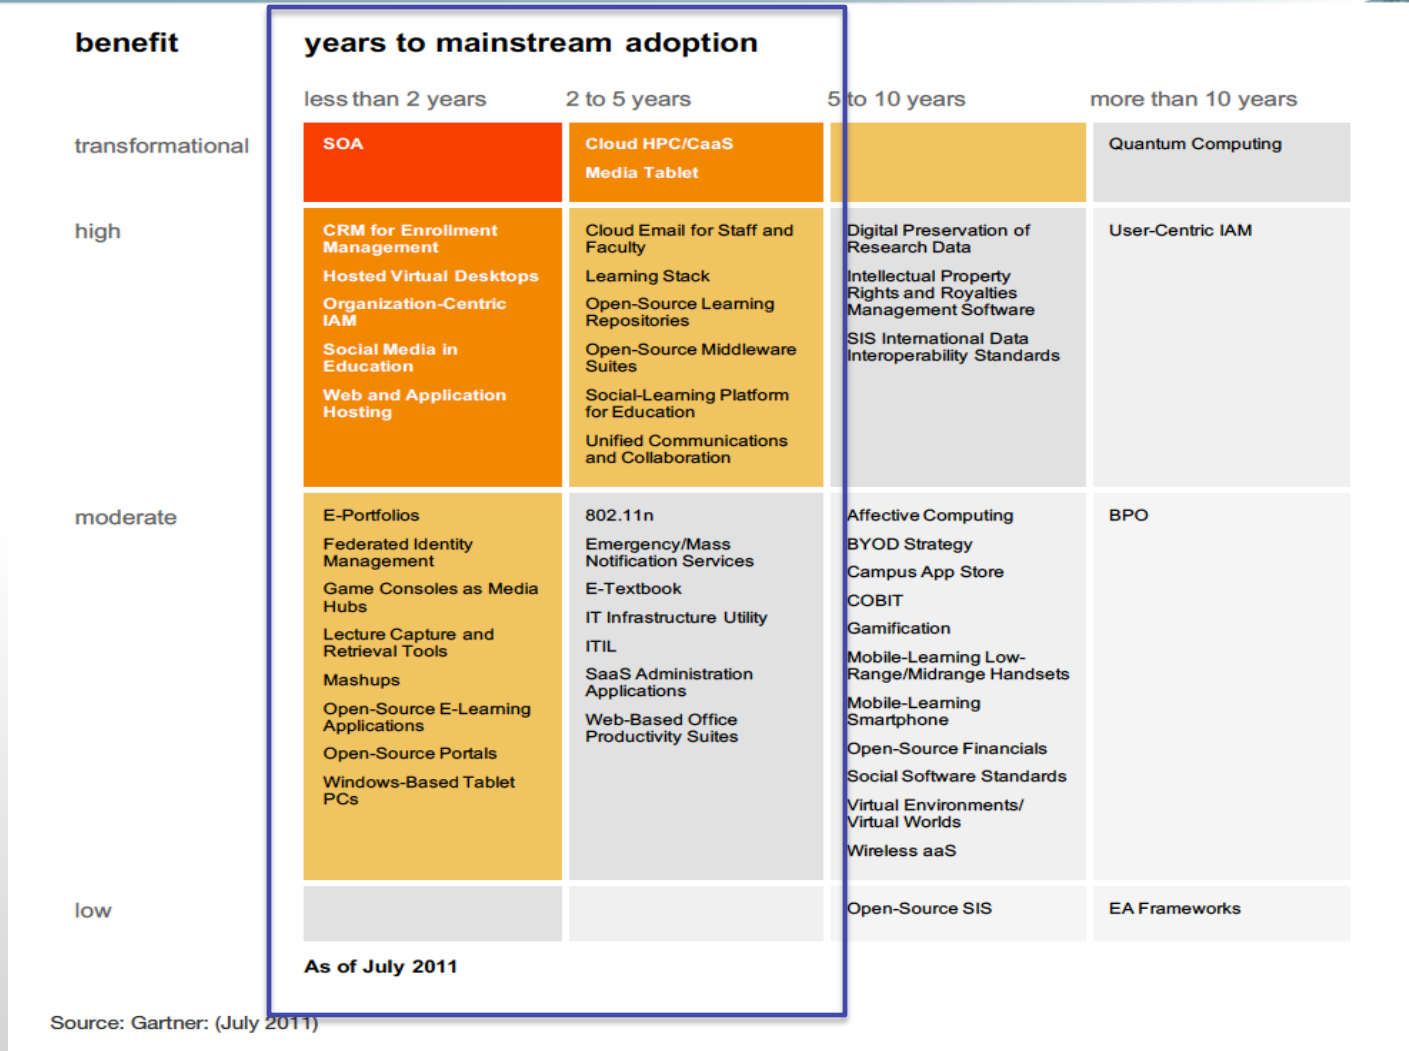 benefit
years to mainstream adoption
less than 2 years
2 to 5 years
5 to 10 years
more than 10 years
transformational
SOA
Cloud HPC/CaaS
Media Tablet
Quantum Computing
high
CRM for Enrollment
Management
Hosted Virtual Desktops
Organization-Centric
IAM
Social Media in
Education
Web and Application
Hosting
Cloud Email for Staff and
Faculty
Learning Stack
Open-Source Learning
Repositories
Open-Source Middleware
Suites
Social-Learning Platform
for Education
Unified Communications
and Collaboration
Digital Preservation of
Research Data
Intellectual Property
Rights and Royalties
Management Software
SIS International Data
Interoperability Standards
User-Centric IAM
moderate
E-Portfolios
Federated Identity
Management
Game Consoles as Media
Hubs
Lecture Capture and
Retrieval Tools
Mashups
Open-Source E-Learning
Applications
Open-Source Portals
Windows-Based Tablet
PCs
802.11n
Emergency/Mass
Notification Services
E-Textbook
IT Infrastructure Utility
ITIL
SaaS Administration
Applications
Web-Based Office
Productivity Suites
Affective Computing
BYOD Strategy
Campus App Store
COBIT
Gamification
Mobile-Learning Low-
Range/Midrange Handsets
Mobile-Learning
Smartphone
Open-Source Financials
Social Software Standards
Virtual Environments/
Virtual Worlds
Wireless aaS
BPO
low
Open-Source SIS
EA Frameworks
As of July 2011
Source: Gartner: (July 2011)